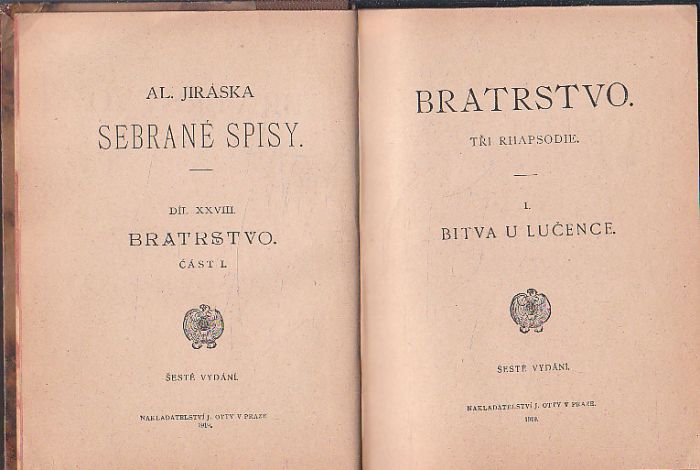 AL. JIRÁSKA
SEBRANÉ SPISY.
DÍL XXVIII.
BRATRSTVO.
ČÁST I.
ŠESTÉ VYDÁNÍ.
NAKLADATELSTVÍ J. OTTY V PRAZE
BRATRSTVO.
TŘI RHAPSODIE.
I.
BITVA U LUČENCE.
ŠESTÉ VYDÁNÍ.
NAKLADATELSTVÍ J. OTTY V PRAZE.